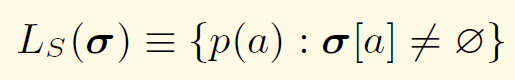 L_S(σ) ≡ {p(a) : σ[a] ≠ ∅}